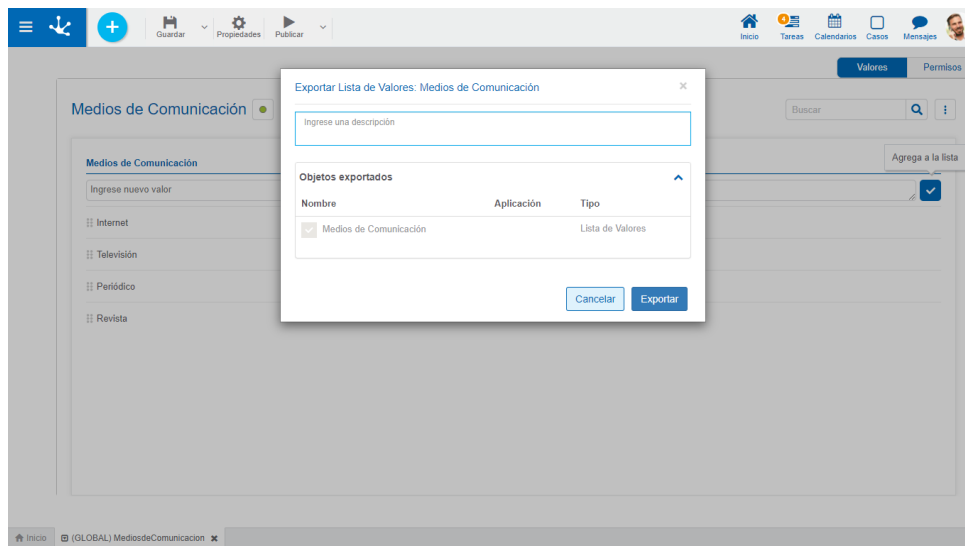 Guardar
Propiedades
Publicar
Inicio
4
Tareas
Calendarios
Casos
Mensajes
Valores
Permisos
Medios de Comunicación
Buscar
Agrega a la lista
Medios de Comunicación
Ingrese nuevo valor
Internet
Televisión
Periódico
Revista
Exportar Lista de Valores: Medios de Comunicación
Ingrese una descripción
Objetos exportados
Nombre Aplicación Tipo
Medios de Comunicación Lista de Valores
Cancelar
Exportar
Inicio
(GLOBAL) MediosdeComunicacion